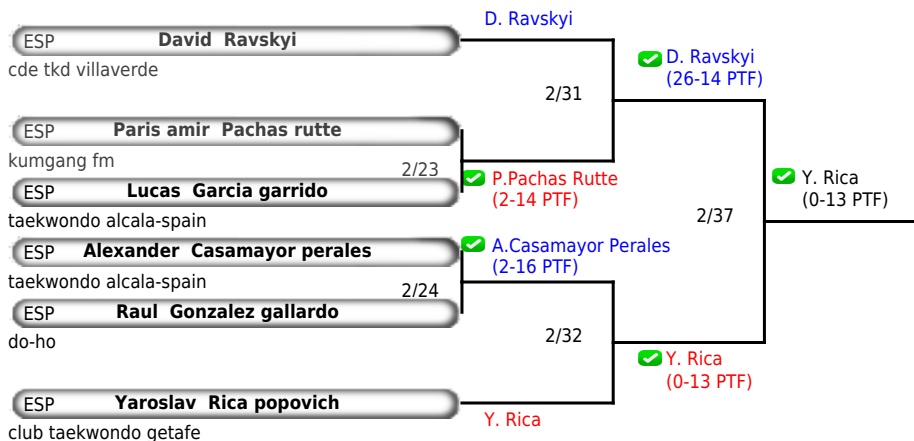 D. Ravskyi
ESP David Ravskyi
cde tkd villaverde
D. Ravskyi
(26-14 PTF)
2/31
ESP Paris amir Pachas rutte
kumgang fm
2/23
P.Pachas Rutte
(2-14 PTF)
ESP Lucas Garcia garrido
taekwondo alcala-spain
Y. Rica
(0-13 PTF)
2/37
ESP Alexander Casamayor perales
A.Casamayor Perales
(2-16 PTF)
taekwondo alcala-spain
2/24
ESP Raul Gonzalez gallardo
do-ho
2/32
Y. Rica
(0-13 PTF)
ESP Yaroslav Rica popovich
Y. Rica
club taekwondo getafe